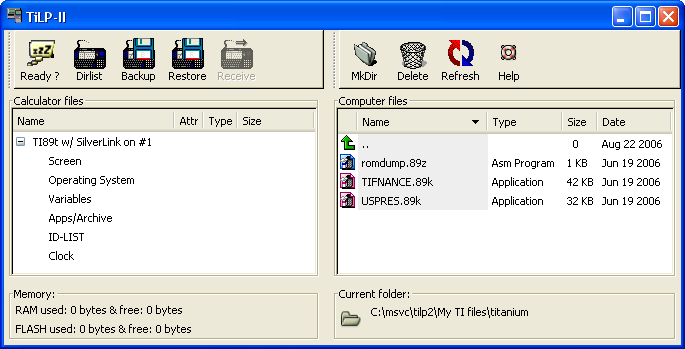 TiLP-II
Ready ? Dirlist Backup Restore Receive MkDir Delete Refresh Help
Calculator files
Name Attr Type Size
TI89t w/ SilverLink on #1
Screen
Operating System
Variables
Apps/Archive
ID-LIST
Clock
Computer files
Name Type Size Date
.. 0 Aug 22 2006
romdump.89z Asm Program 1 KB Jun 19 2006
TIFNANCE.89k Application 42 KB Jun 19 2006
USPRES.89k Application 32 KB Jun 19 2006
Memory:
RAM used: 0 bytes & free: 0 bytes
FLASH used: 0 bytes & free: 0 bytes
Current folder:
C:\msvc\tilp2\My TI files\titanium